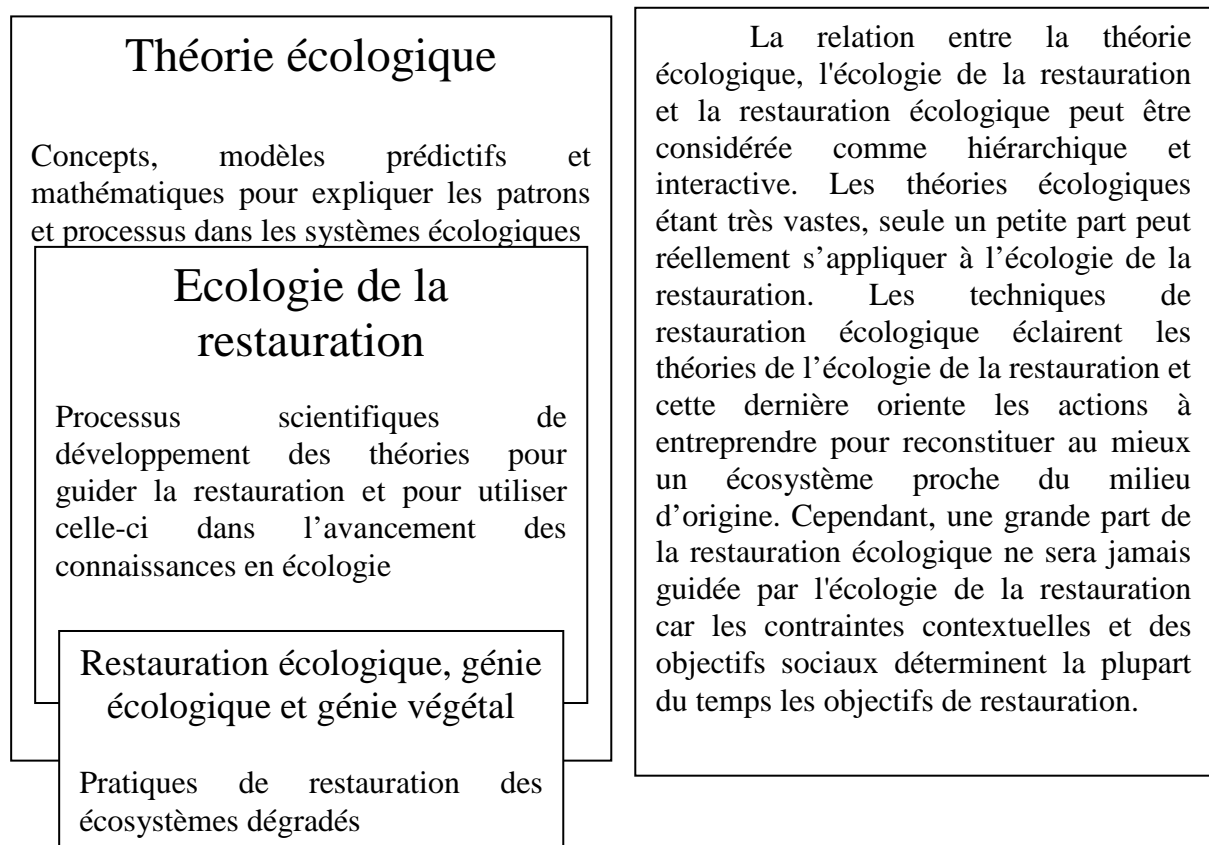 Théorie écologique
Concepts, modèles prédictifs et
mathématiques pour expliquer les patrons
et processus dans les systèmes écologiques
Ecologie de la
restauration
Processus scientifiques de
développement des théories pour
guider la restauration et pour utiliser
celle-ci dans l’avancement des
connaissances en écologie
Restauration écologique, génie
écologique et génie végétal
Pratiques de restauration des
écosystèmes dégradés
La relation entre la théorie
écologique, l'écologie de la restauration
et la restauration écologique peut être
considérée comme hiérarchique et
interactive. Les théories écologiques
étant très vastes, seule un petite part peut
réellement s’appliquer à l’écologie de la
restauration. Les techniques de
restauration écologique éclairent les
théories de l’écologie de la restauration et
cette dernière oriente les actions à
entreprendre pour reconstituer au mieux
un écosystème proche du milieu
d’origine. Cependant, une grande part de
la restauration écologique ne sera jamais
guidée par l'écologie de la restauration
car les contraintes contextuelles et des
objectifs sociaux déterminent la plupart
du temps les objectifs de restauration.